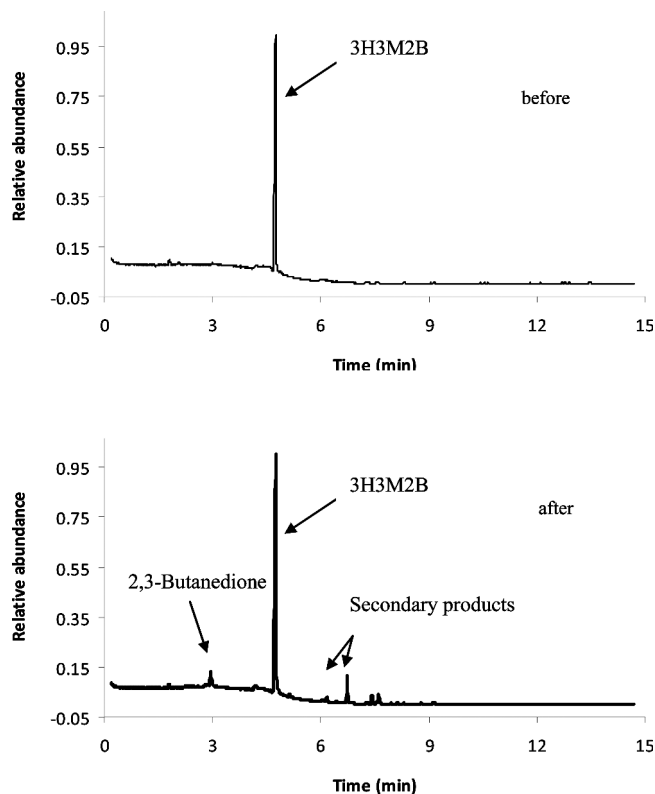 Relative abundance
0.95
0.75
0.55
0.35
0.15
-0.05
3H3M2B
before
0 3 6 9 12 15
Time (min)
Relative abundance
0.95
0.75
0.55
0.35
0.15
-0.05
3H3M2B
after
2,3-Butanedione
Secondary products
0 3 6 9 12 15
Time (min)